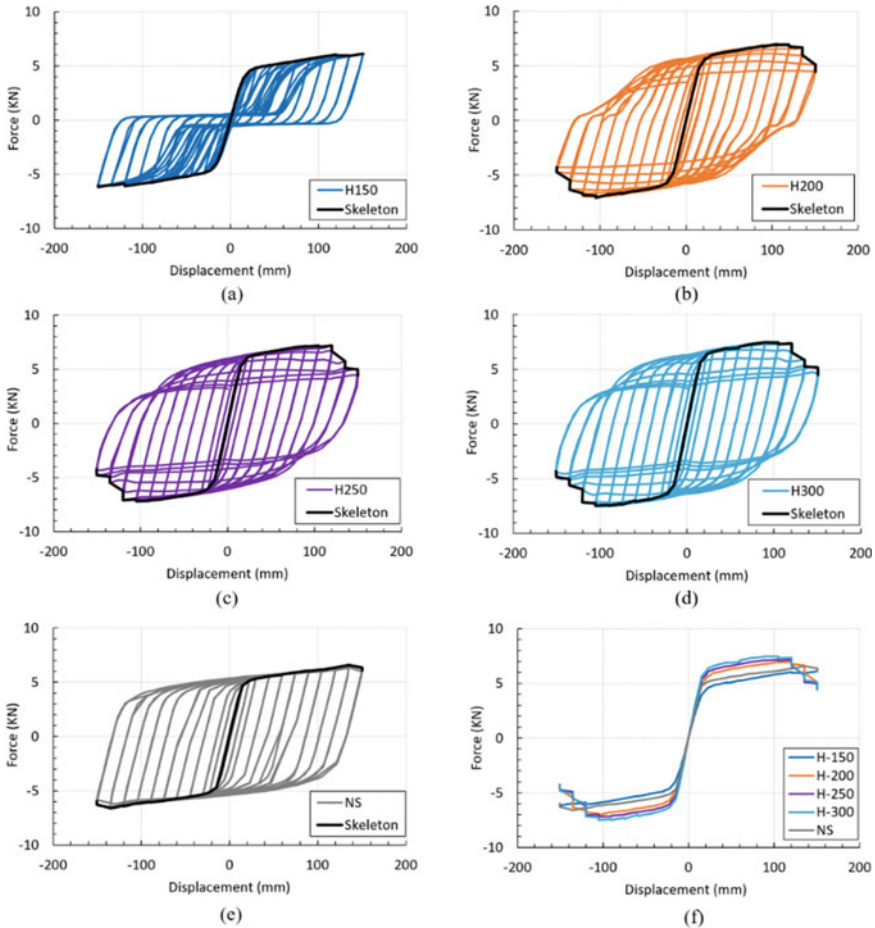 10
5
0
-5
-10
Force (KN)
H150
Skeleton
-200 -100 0 100 200
Displacement (mm)
(a)
10
5
0
-5
-10
Force (KN)
H200
Skeleton
-200 -100 0 100 200
Displacement (mm)
(b)
10
5
0
-5
-10
Force (KN)
H250
Skeleton
-200 -100 0 100 200
Displacement (mm)
(c)
10
5
0
-5
-10
Force (KN)
H300
Skeleton
-200 -100 0 100 200
Displacement (mm)
(d)
10
5
0
-5
-10
Force (KN)
NS
Skeleton
-200 -100 0 100 200
Displacement (mm)
(e)
10
5
0
-5
-10
Force (KN)
H-150
H-200
H-250
H-300
NS
-200 -100 0 100 200
Displacement (mm)
(f)